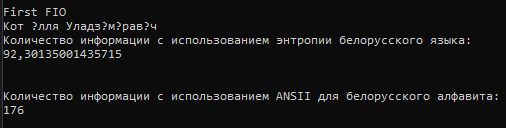 First FIO
Кот ?лля Уладз?м?рав?ч
Количество информации с использованием энтропии белорусского языка:
92,30135001435715
Количество информации с использованием ANSII для белорусского алфавита:
176